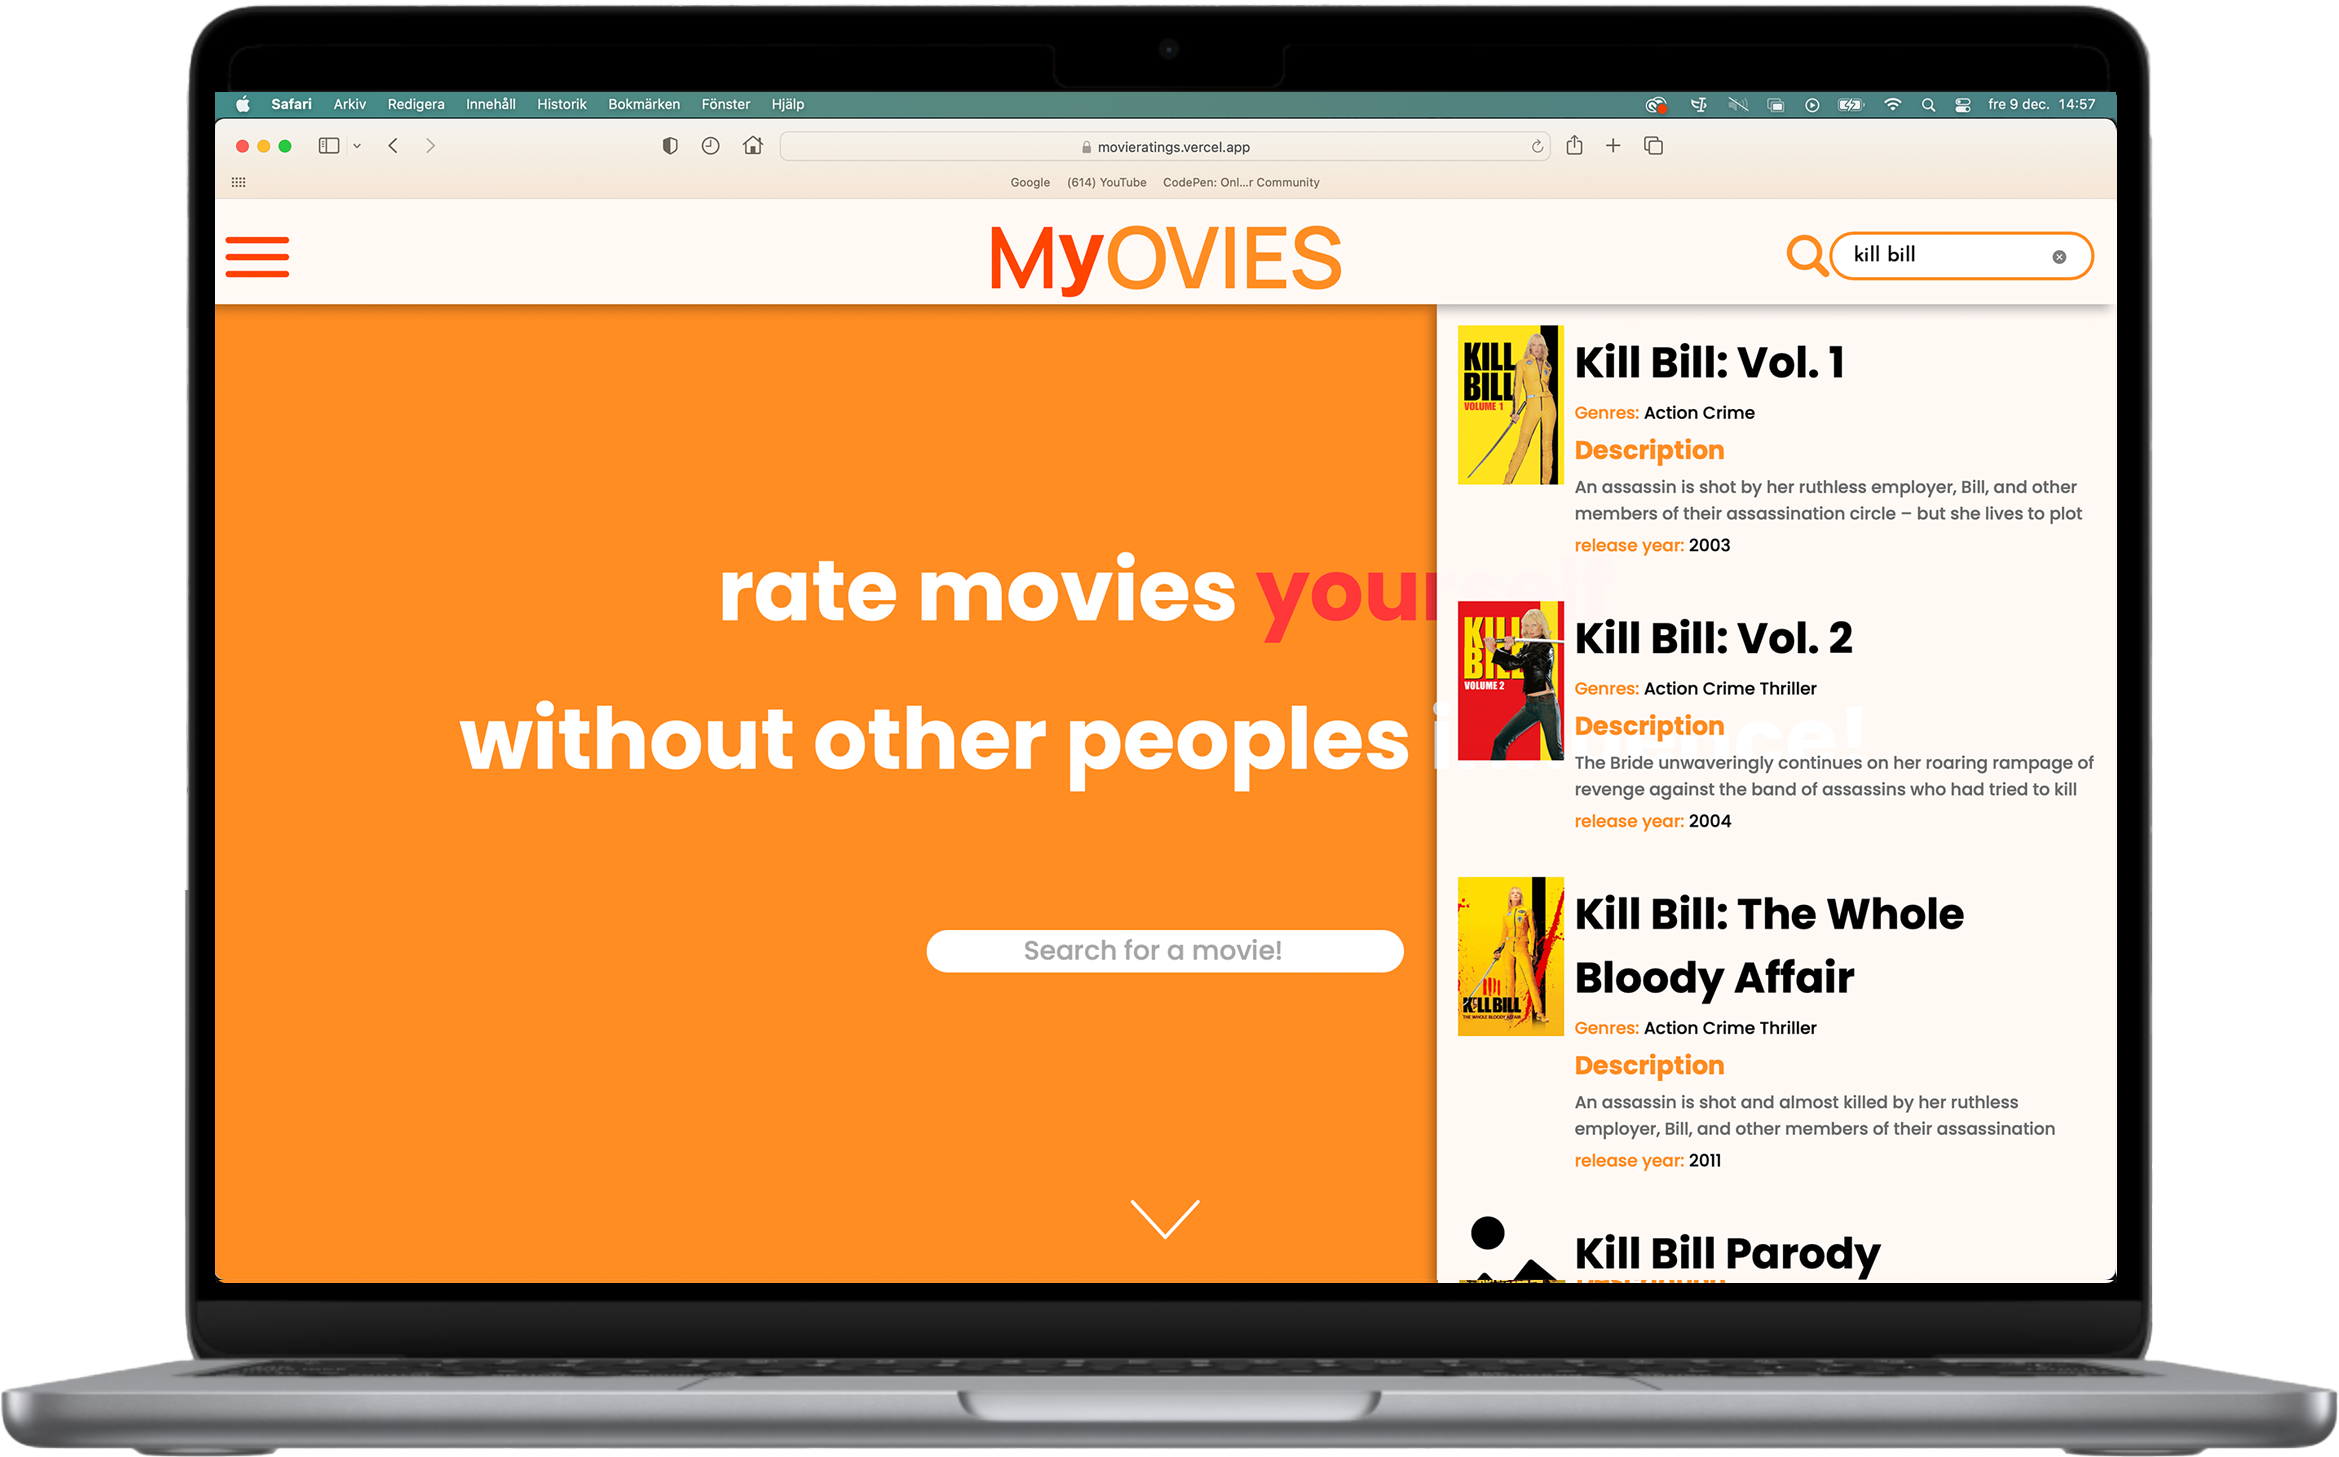 Safari Arkiv Redigera Innehåll Historik Bokmärken Fönster Hjälp fre 9 dec. 14:57
movieratings.vercel.app
Google (614) YouTube CodePen: Onl...r Community
MyOVIES
kill bill
rate movies
without other peoples
Search for a movie!
KILL
BILL
VOLUME 1
Kill Bill: Vol. 1
Genres: Action Crime
Description
An assassin is shot by her ruthless employer, Bill, and other
members of their assassination circle – but she lives to plot
release year: 2003
KILL
BILL
VOLUME 2
Kill Bill: Vol. 2
Genres: Action Crime Thriller
Description
The Bride unwaveringly continues on her roaring rampage of
revenge against the band of assassins who had tried to kill
release year: 2004
KILL BILL
THE WHOLE BLOODY AFFAIR
Kill Bill: The Whole
Bloody Affair
Genres: Action Crime Thriller
Description
An assassin is shot and almost killed by her ruthless
employer, Bill, and other members of their assassination
release year: 2011
Kill Bill Parody